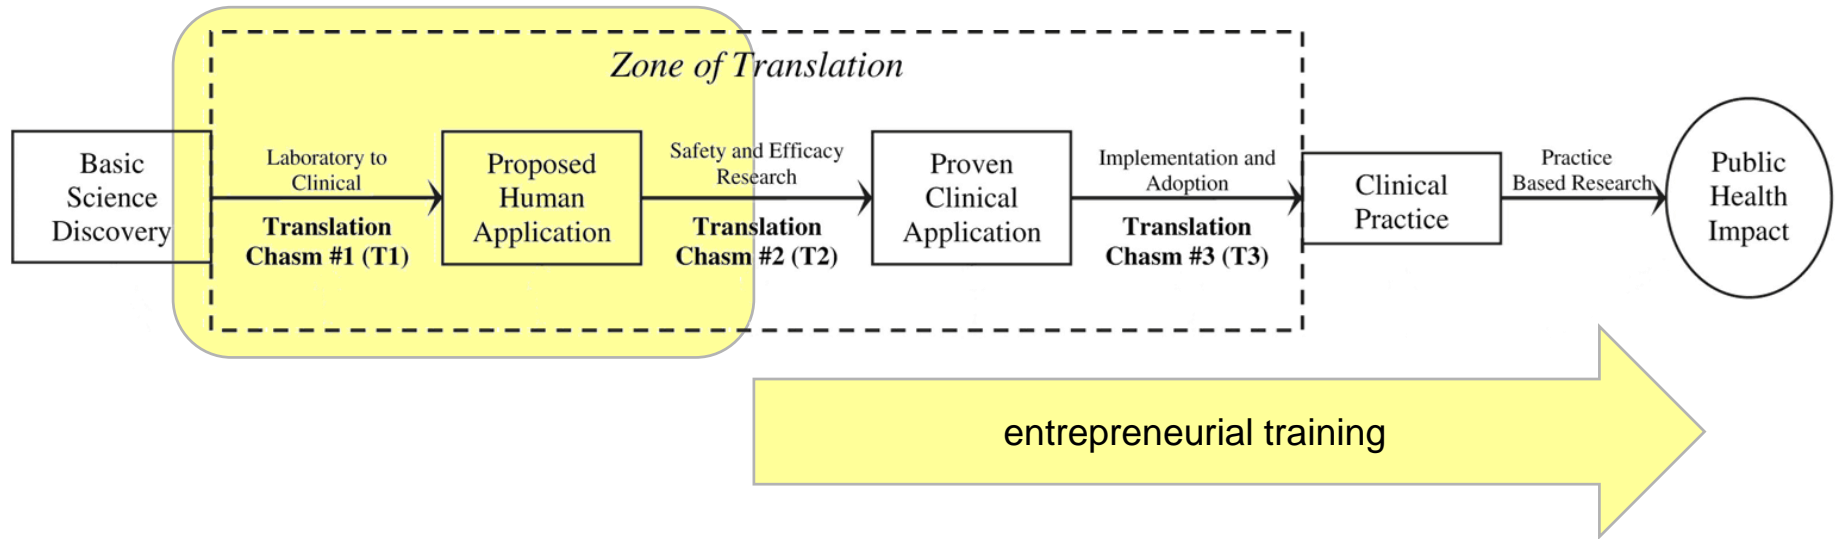 Zone of Translation
Basic
Science
Discovery
Laboratory to
Clinical
Translation
Chasm #1 (T1)
Proposed
Human
Application
Safety and Efficacy
Research
Translation
Chasm #2 (T2)
Proven
Clinical
Application
Implementation and
Adoption
Translation
Chasm #3 (T3)
Clinical
Practice
Practice
Based Research
Public
Health
Impact
entrepreneurial training